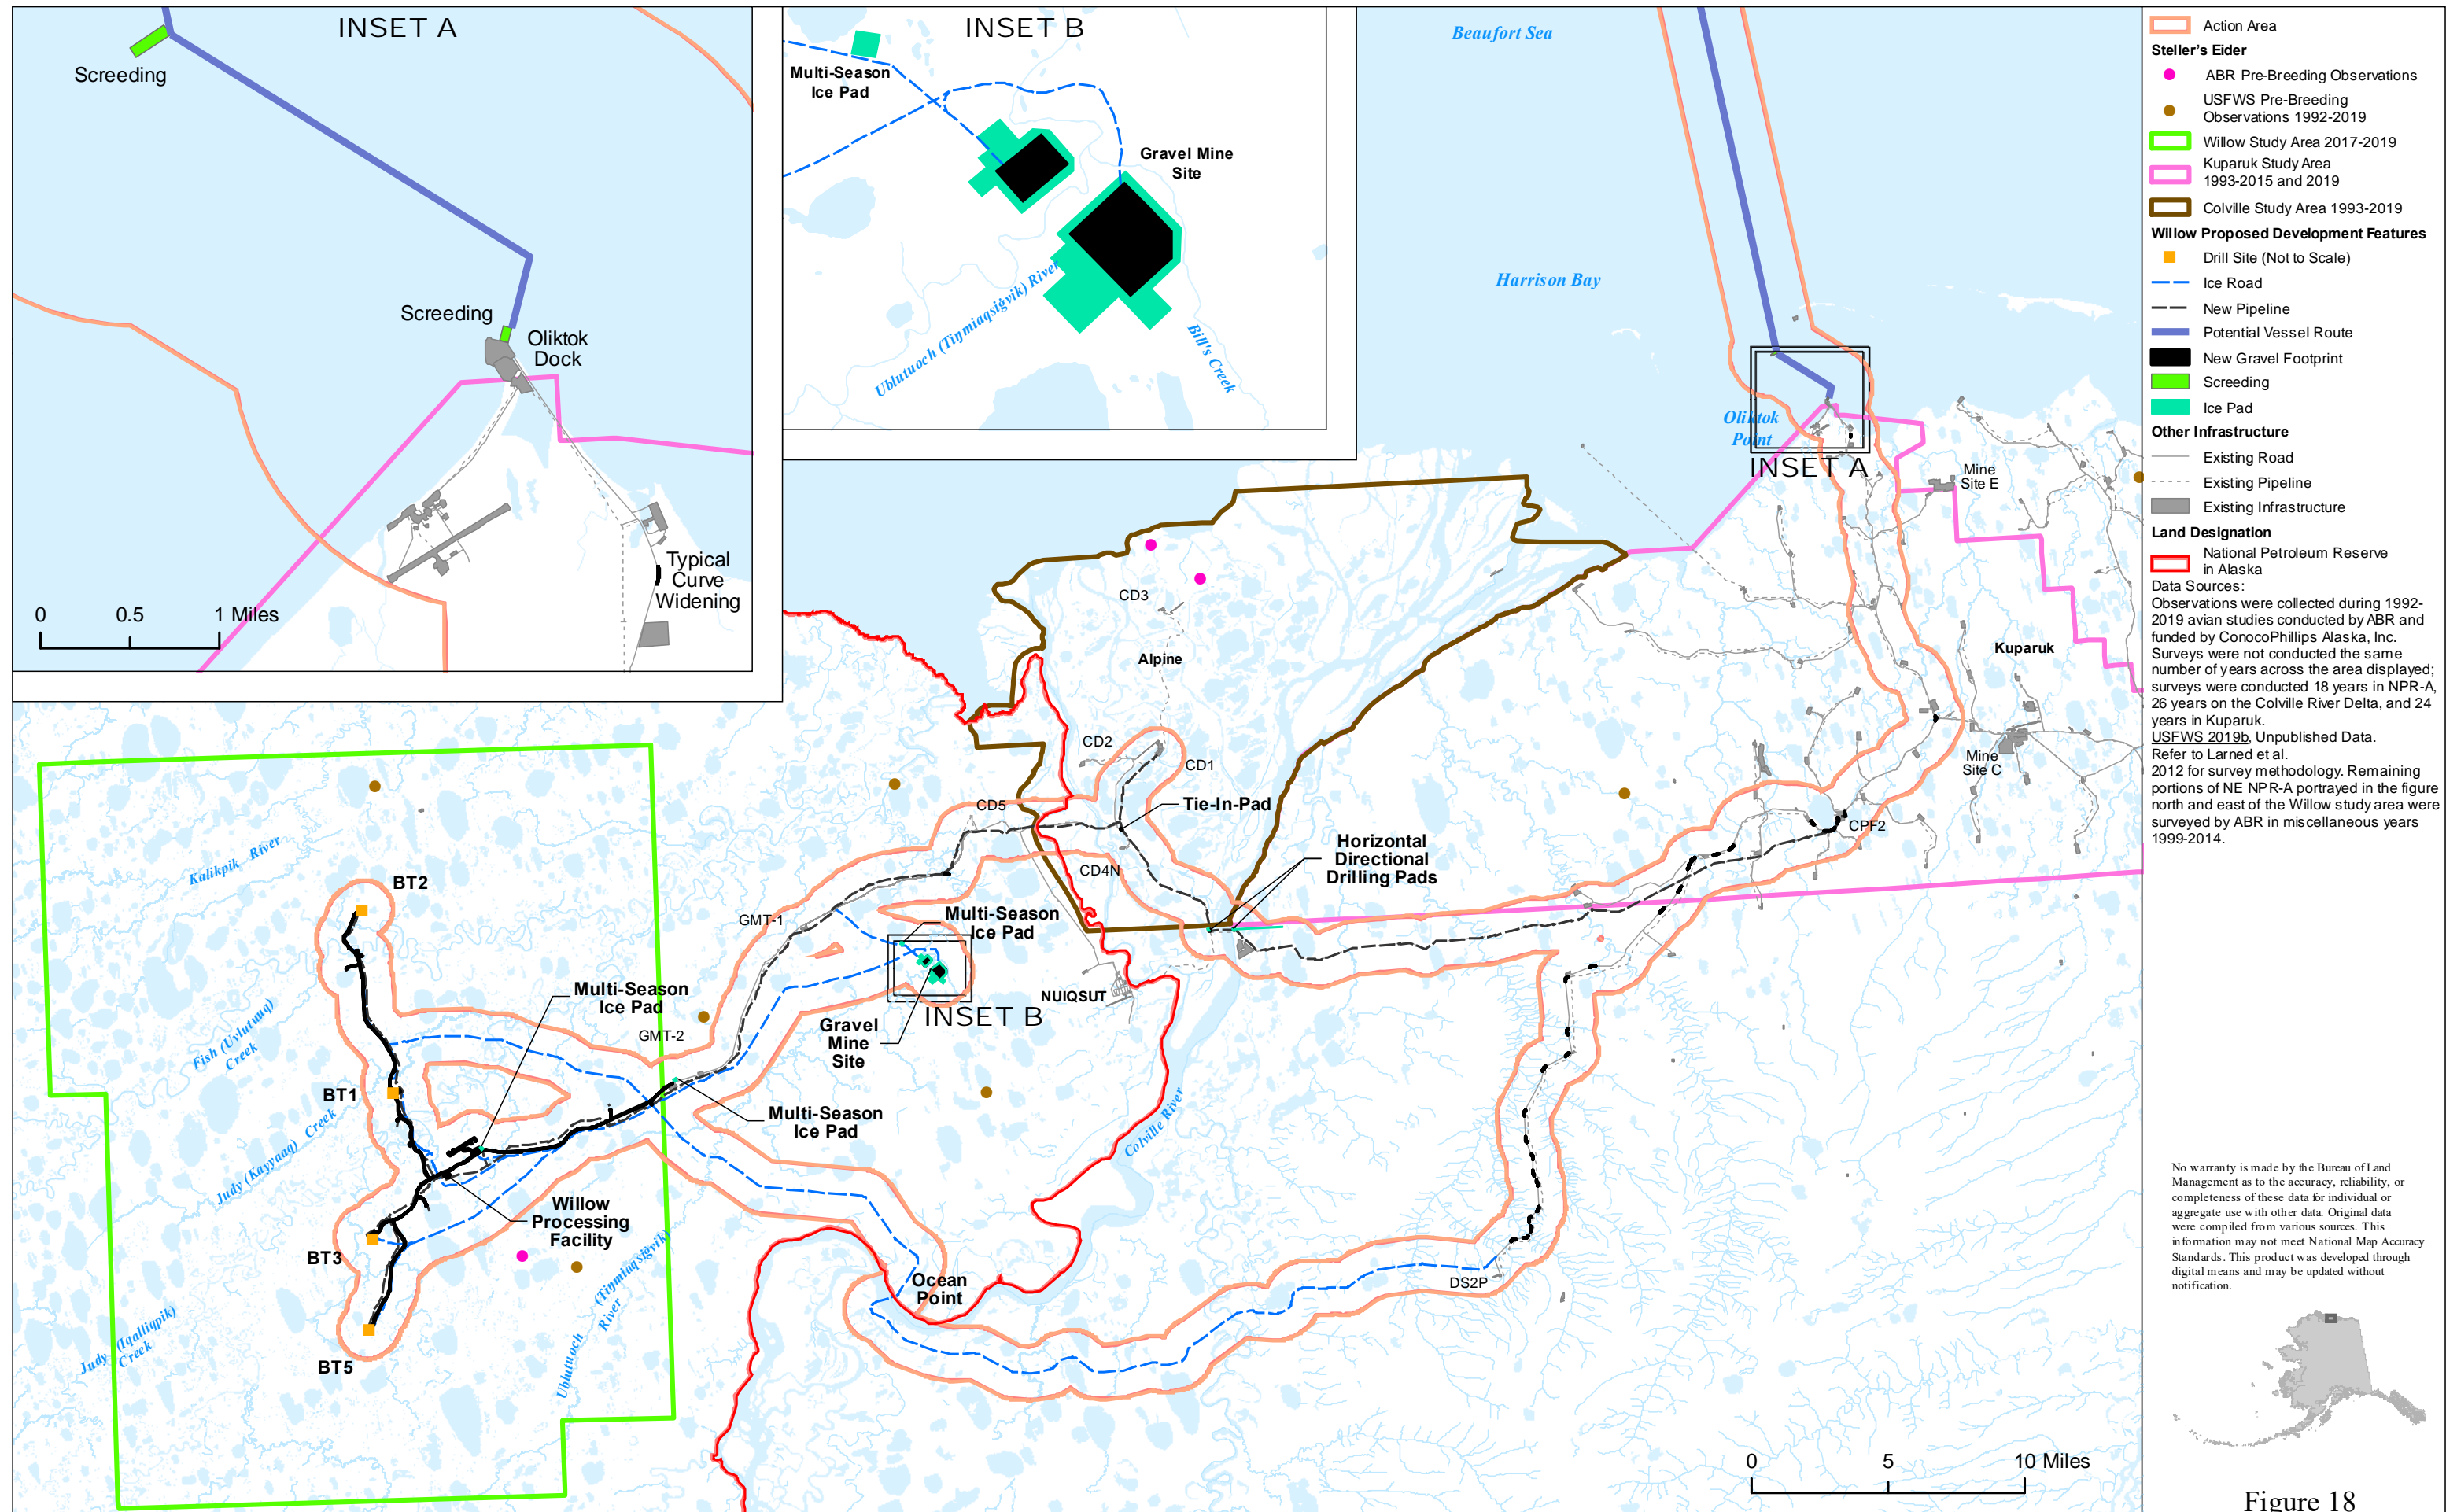 INSET A
Screeding
Screeding
Oliktok
Dock
Typical
Curve
Widening
0 0.5 1 Miles
INSET B
Multi-Season
Ice Pad
Gravel Mine
Site
Ublutuoch (Tiŋmiaqsiġvik) River
Bill's Creek
Beaufort Sea
Harrison Bay
Oliktok
Point
INSET A
Mine
Site E
CD3
Alpine
Kuparuk
CD2
CD1
Mine
Site C
CD5
Tie-In-Pad
CPF2
Horizontal
Directional
Drilling Pads
CD4N
Kalikpik River
BT2
GMT-1
Multi-Season
Ice Pad
Multi-Season
Ice Pad
NUIQSUT
INSET B
Gravel
Mine
Site
GMT-2
Fish (Uvlutuuq)
Creek
BT1
Multi-Season
Ice Pad
Colville River
Judy (Kayyaaq) Creek
Willow
Processing
Facility
BT3
Ublutuoch (Tiŋmiaqsiġvik)
River
Ocean
Point
DS2P
Judy (Iqalliqpik)
Creek
BT5
0 5 10 Miles
Action Area
Steller's Eider
ABR Pre-Breeding Observations
USFWS Pre-Breeding
Observations 1992-2019
Willow Study Area 2017-2019
Kuparuk Study Area
1993-2015 and 2019
Colville Study Area 1993-2019
Willow Proposed Development Features
Drill Site (Not to Scale)
Ice Road
New Pipeline
Potential Vessel Route
New Gravel Footprint
Screeding
Ice Pad
Other Infrastructure
Existing Road
Existing Pipeline
Existing Infrastructure
Land Designation
National Petroleum Reserve
in Alaska
Data Sources:
Observations were collected during 1992-
2019 avian studies conducted by ABR and
funded by ConocoPhillips Alaska, Inc.
Surveys were not conducted the same
number of years across the area displayed;
surveys were conducted 18 years in NPR-A,
26 years on the Colville River Delta, and 24
years in Kuparuk.
USFWS 2019b, Unpublished Data.
Refer to Larned et al.
2012 for survey methodology. Remaining
portions of NE NPR-A portrayed in the figure
north and east of the Willow study area were
surveyed by ABR in miscellaneous years
1999-2014.
No warranty is made by the Bureau of Land
Management as to the accuracy, reliability, or
completeness of these data for individual or
aggregate use with other data. Original data
were compiled from various sources. This
information may not meet National Map Accuracy
Standards. This product was developed through
digital means and may be updated without
notification.
Figure 18